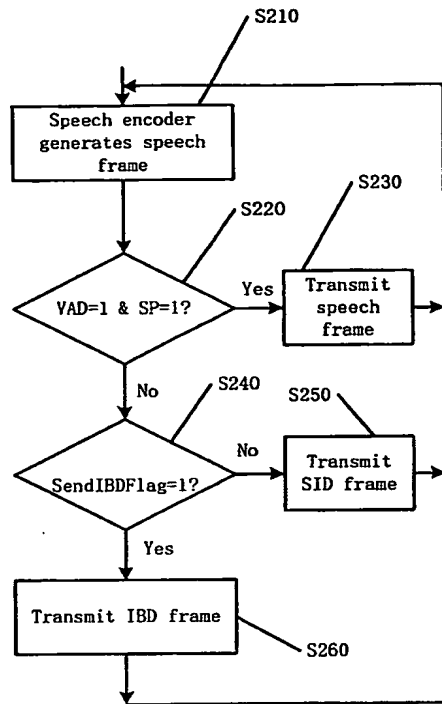 S210
Speech encoder
generates speech
frame
S220
S230
VAD=1 & SP=1?
Yes
Transmit
speech
frame
No
S240
S250
SendIBDFlag=1?
No
Transmit
SID frame
Yes
Transmit IBD frame
S260